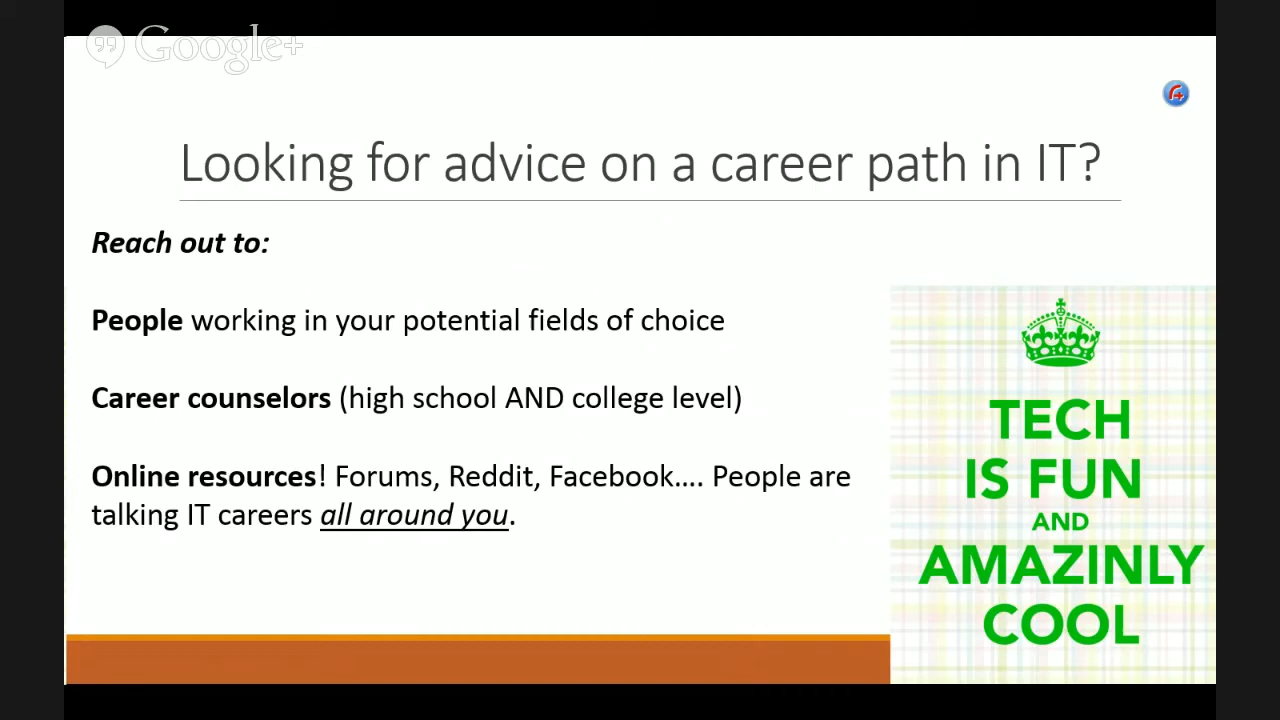 Google+
Looking for advice on a career path in IT?
Reach out to:
People working in your potential fields of choice
Career counselors (high school AND college level)
Online resources! Forums, Reddit, Facebook.... People are
talking IT careers all around you.
TECH
IS FUN
AND
AMAZINLY
COOL